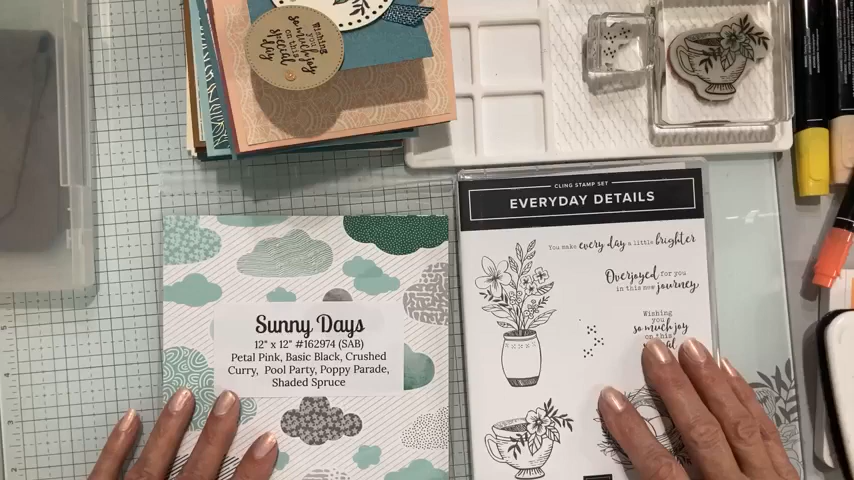 Wishing
you
so much joy
on this
special
day
CLING STAMP SET
EVERYDAY DETAILS
You make every day a little brighter
Overjoyed for you
in this new journey
Wishing
you
so much joy
on this
Sunny Days
12" x 12" #162974 (SAB)
Petal Pink, Basic Black, Crushed
Curry, Pool Party, Poppy Parade,
Shaded Spruce